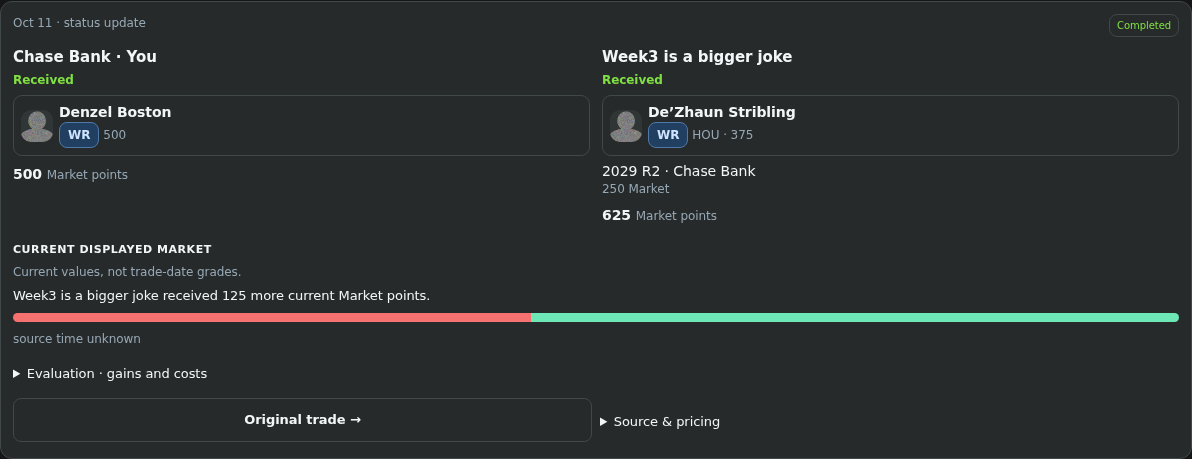 Oct 11 · status update
Completed
Chase Bank · You
Received
Denzel Boston
WR 500
500 Market points
Week3 is a bigger joke
Received
De’Zhaun Stribling
WR HOU · 375
2029 R2 · Chase Bank
250 Market
625 Market points
CURRENT DISPLAYED MARKET
Current values, not trade-date grades.
Week3 is a bigger joke received 125 more current Market points.
source time unknown
Evaluation · gains and costs
Original trade →
Source & pricing